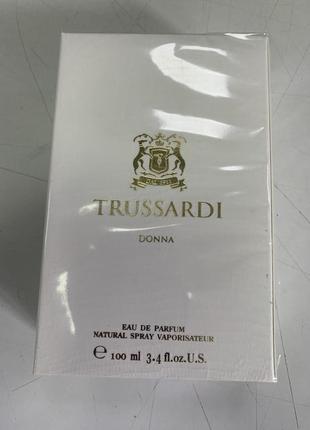 TRUSSARDI
DONNA
EAU DE PARFUM
NATURAL SPRAY VAPORISATEUR
e 100 ml 3.4 fl.oz.U.S.